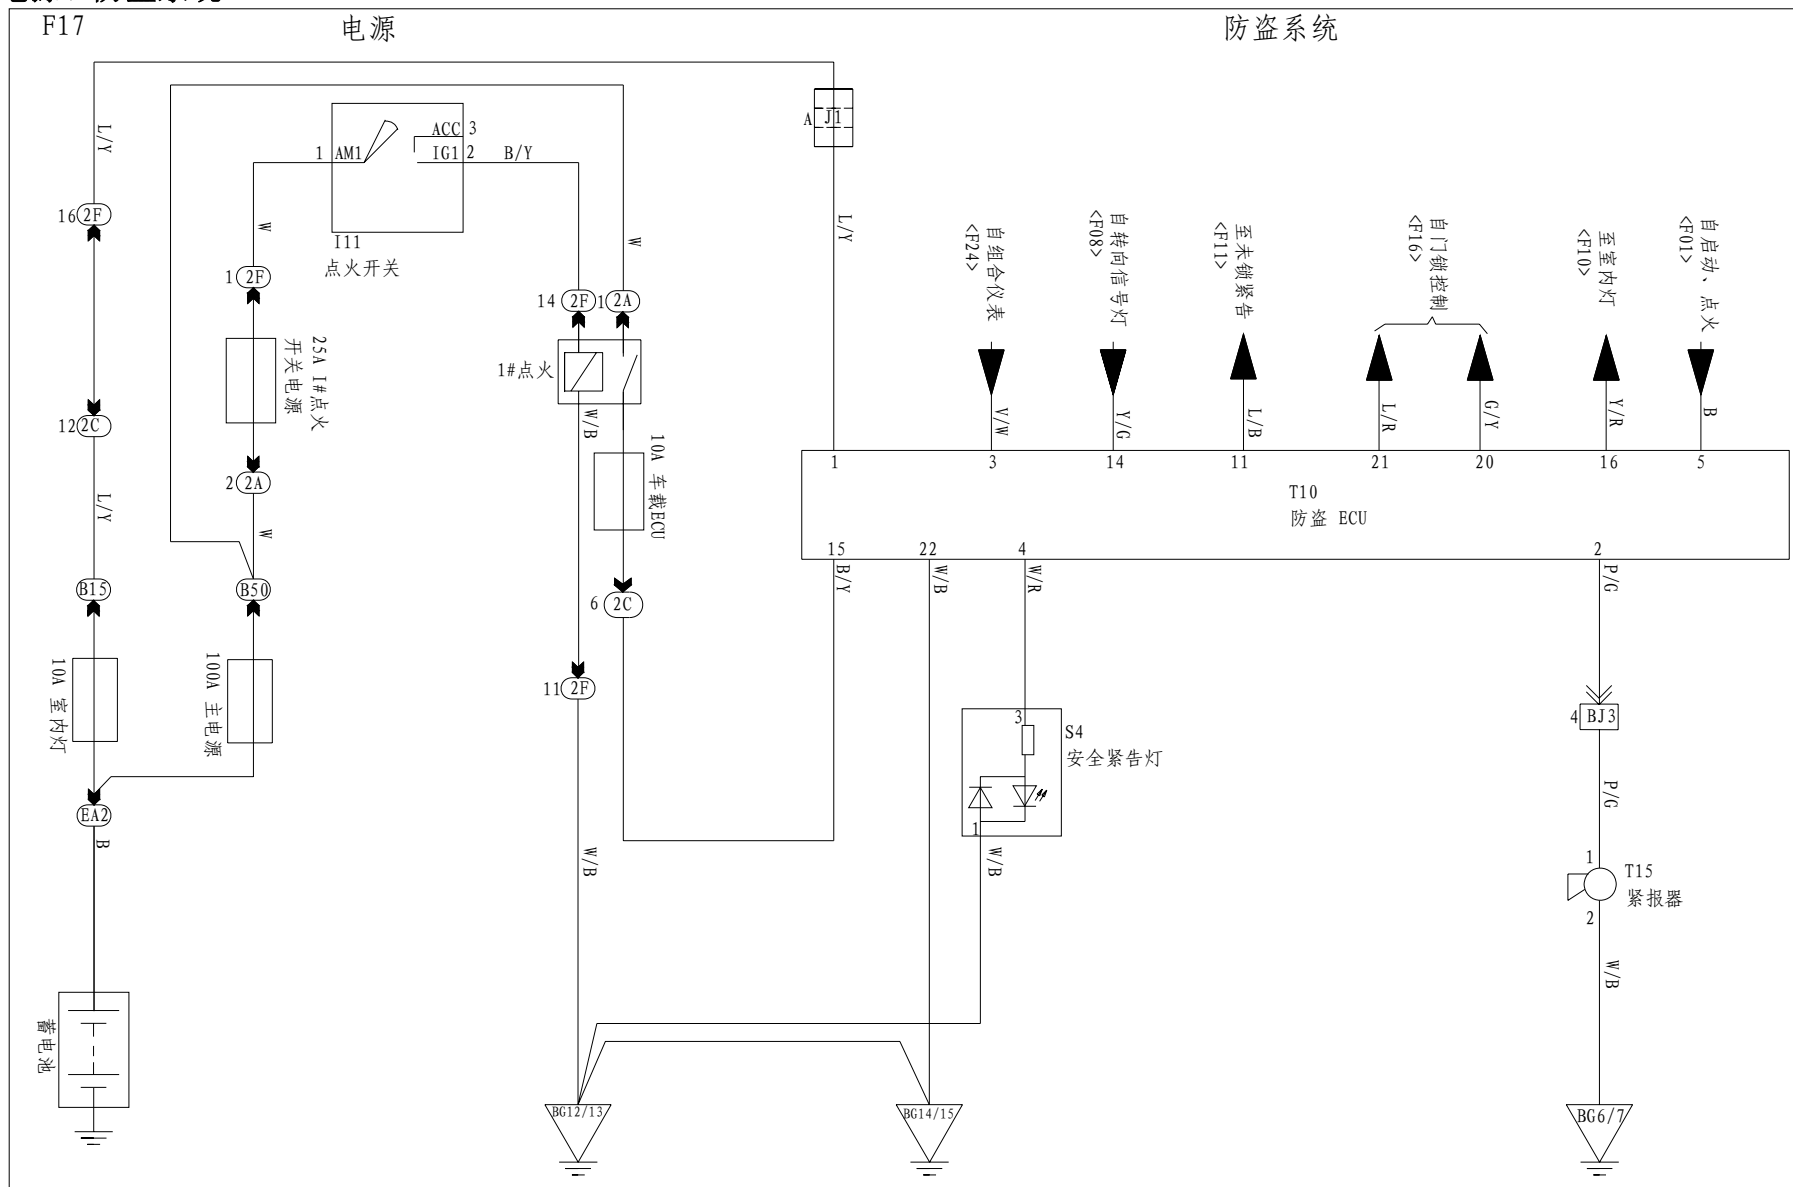 F17
电源
防盗系统
L/Y
16
2F
12
2C
L/Y
B15
10A 室内灯
EA2
B
蓄电池
1
AM1
ACC
3
IG1
2
B/Y
I11
点火开关
W
1
2F
25A I#点火
开关电源
2
2A
W
B50
100A 主电源
W
14
2F
1
2A
1#点火
W/B
10A 车载ECU
6
2C
11
2F
W/B
BG12/13
A
J1
L/Y
自组合仪表
<F24>
自转向信号灯
<F08>
至未锁紧告
<F11>
自门锁控制
<F16>
至室内灯
<F10>
自启动、点火
<F01>
V/W
Y/G
L/B
L/R
G/Y
Y/R
B
1
3
14
11
21
20
16
5
T10
防盗 ECU
15
22
4
2
B/Y
W/B
W/R
P/G
3
S4
安全紧告灯
1
W/B
4
BJ3
P/G
1
T15
紧报器
2
W/B
BG14/15
BG6/7